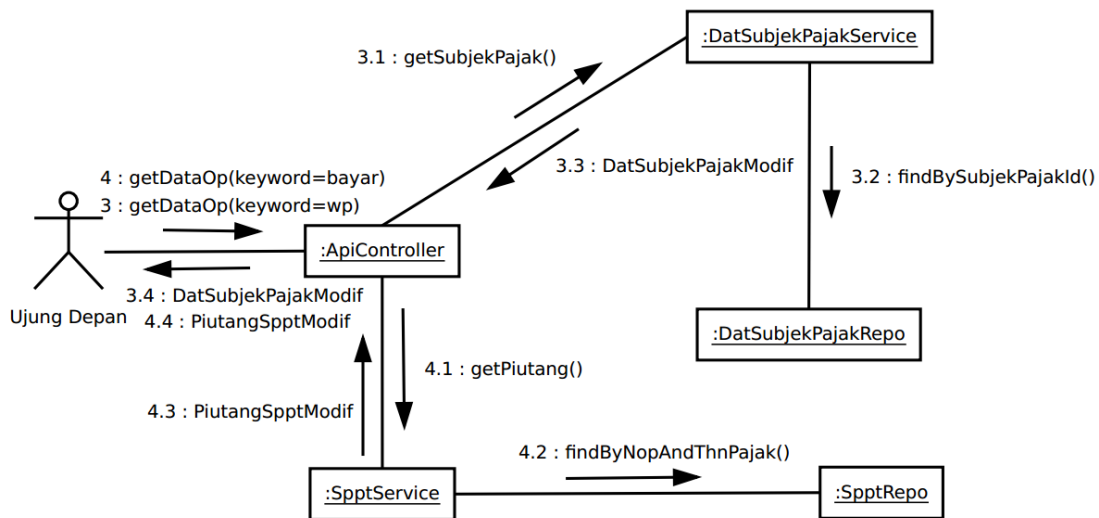 :DatSubjekPajakService
3.1 : getSubjekPajak()
3.3 : DatSubjekPajakModif
3.2 : findBySubjekPajakId()
4 : getDataOp(keyword=bayar)
3 : getDataOp(keyword=wp)
:ApiController
Ujung Depan
3.4 : DatSubjekPajakModif
4.4 : PiutangSpptModif
:DatSubjekPajakRepo
4.1 : getPiutang()
4.3 : PiutangSpptModif
4.2 : findByNopAndThnPajak()
:SpptService
:SpptRepo